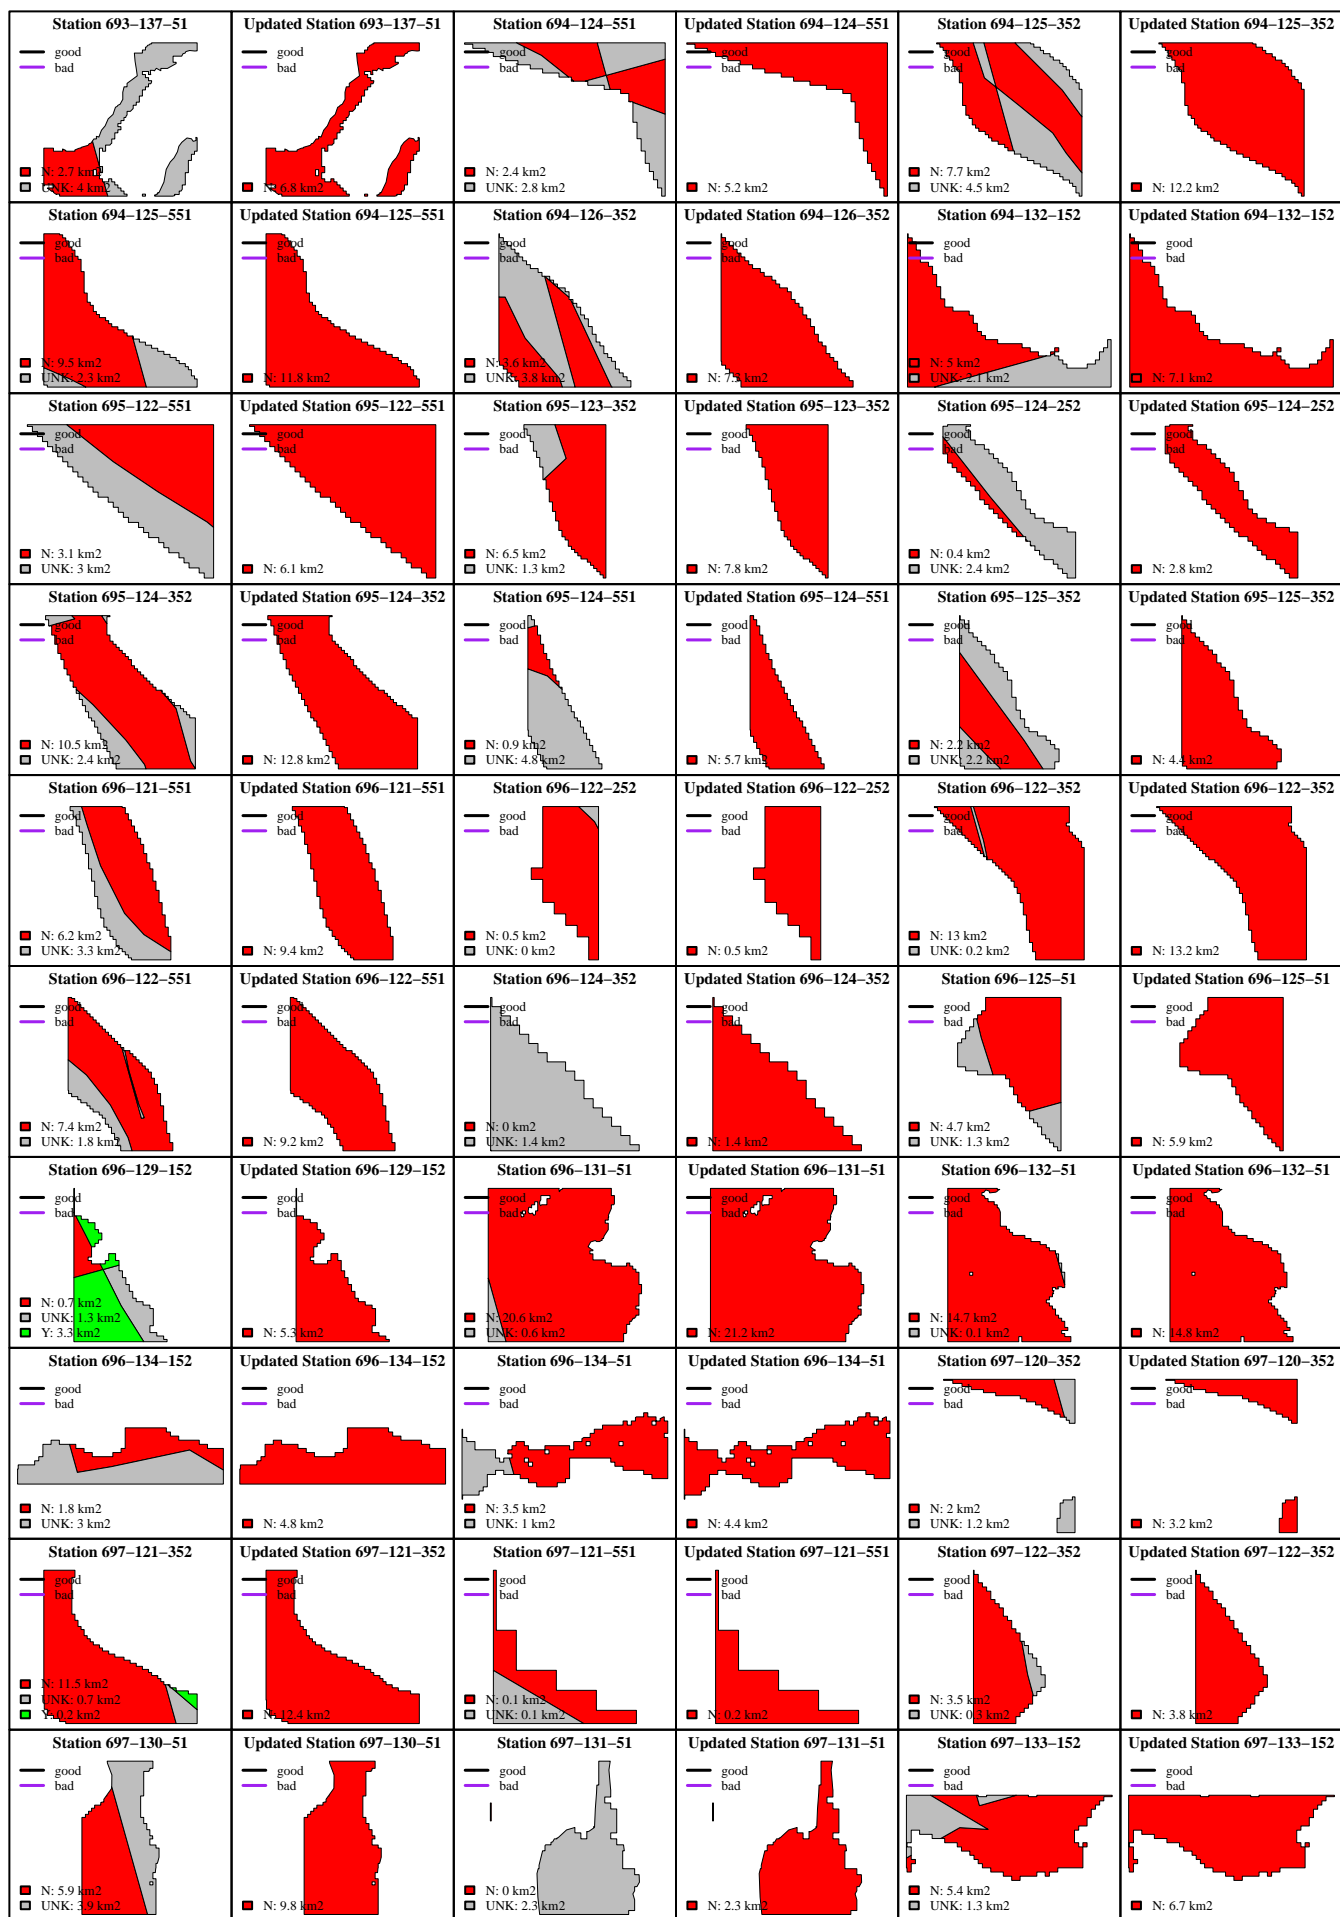 Station 693−137−51
good
bad
N: 2.7 km2
UNK: 4 km2
Updated Station 693−137−51
good
bad
N: 6.8 km2
Station 694−124−551
good
bad
N: 2.4 km2
UNK: 2.8 km2
Updated Station 694−124−551
good
bad
N: 5.2 km2
Station 694−125−352
good
bad
N: 7.7 km2
UNK: 4.5 km2
Updated Station 694−125−352
good
bad
N: 12.2 km2
Station 694−125−551
good
bad
N: 9.5 km2
UNK: 2.3 km2
Updated Station 694−125−551
good
bad
N: 11.8 km2
Station 694−126−352
good
bad
N: 3.6 km2
UNK: 3.8 km2
Updated Station 694−126−352
good
bad
km2
Station 694−132−152
good
bad
N: 5 km2
UNK: 2.1 km2
Updated Station 694−132−152
good
bad
N: 7.1 km2
Station 695−122−551
good
bad
N: 3.1 km2
UNK: 3 km2
Updated Station 695−122−551
good
bad
N: 6.1 km2
Station 695−123−352
good
bad
N: 6.5 km2
UNK: 1.3 km2
Updated Station 695−123−352
good
bad
N: 7.8 km2
Station 695−124−252
good
bad
N: 0.4 km2
UNK: 2.4 km2
Updated Station 695−124−252
good
bad
N: 2.8 km2
Station 695−124−352
good
bad
N: 10.5 km2
UNK: 2.4 km2
Updated Station 695−124−352
good
bad
N: 12.8 km2
Station 695−124−551
good
bad
N: 0.9 km2
UNK: 4.8 km2
Updated Station 695−124−551
good
bad
N: 5.7 km2
Station 695−125−352
good
bad
N: 2.2 km2
UNK: 2.2 km2
Updated Station 695−125−352
good
bad
N: 4.4 km2
Station 696−121−551
good
bad
N: 6.2 km2
UNK: 3.3 km2
Updated Station 696−121−551
good
bad
N: 9.4 km2
Station 696−122−252
good
bad
N: 0.5 km2
UNK: 0 km2
Updated Station 696−122−252
good
bad
N: 0.5 km2
Station 696−122−352
good
bad
N: 13 km2
UNK: 0.2 km2
Updated Station 696−122−352
good
bad
N: 13.2 km2
Station 696−122−551
good
bad
N: 7.4 km2
UNK: 1.8 km2
Updated Station 696−122−551
good
bad
N: 9.2 km2
Station 696−124−352
good
bad
N: 0 km2
UNK: 1.4 km2
Updated Station 696−124−352
good
bad
N: 1.4 km2
Station 696−125−51
good
bad
N: 4.7 km2
UNK: 1.3 km2
Updated Station 696−125−51
good
bad
N: 5.9 km2
Station 696−129−152
good
bad
N: 0.7 km2
UNK: 1.3 km2
Y: 3.3 km2
Updated Station 696−129−152
good
bad
N: 5.3 km2
Station 696−131−51
good
bad
N: 20.6 km2
UNK: 0.6 km2
Updated Station 696−131−51
good
bad
N: 21.2 km2
Station 696−132−51
good
bad
N: 14.7 km2
UNK: 0.1 km2
Updated Station 696−132−51
good
bad
N: 14.8 km2
Station 696−134−152
good
bad
N: 1.8 km2
UNK: 3 km2
Updated Station 696−134−152
good
bad
N: 4.8 km2
Station 696−134−51
good
bad
N: 3.5 km2
UNK: 1 km2
Updated Station 696−134−51
good
bad
N: 4.4 km2
Station 697−120−352
good
bad
N: 2 km2
UNK: 1.2 km2
Updated Station 697−120−352
good
bad
N: 3.2 km2
Station 697−121−352
good
bad
N: 11.5 km2
UNK: 0.7 km2
Y: 0.2 km2
Updated Station 697−121−352
good
bad
N: 12.4 km2
Station 697−121−551
good
bad
N: 0.1 km2
UNK: 0.1 km2
Updated Station 697−121−551
good
bad
N: 0.2 km2
Station 697−122−352
good
bad
N: 3.5 km2
UNK: 0.3 km2
Updated Station 697−122−352
good
bad
N: 3.8 km2
Station 697−130−51
good
bad
N: 5.9 km2
UNK: 3.9 km2
Updated Station 697−130−51
good
bad
N: 9.8 km2
Station 697−131−51
good
bad
N: 0 km2
UNK: 2.3 km2
Updated Station 697−131−51
good
bad
N: 2.3 km2
Station 697−133−152
good
bad
N: 5.4 km2
UNK: 1.3 km2
Updated Station 697−133−152
good
bad
N: 6.7 km2